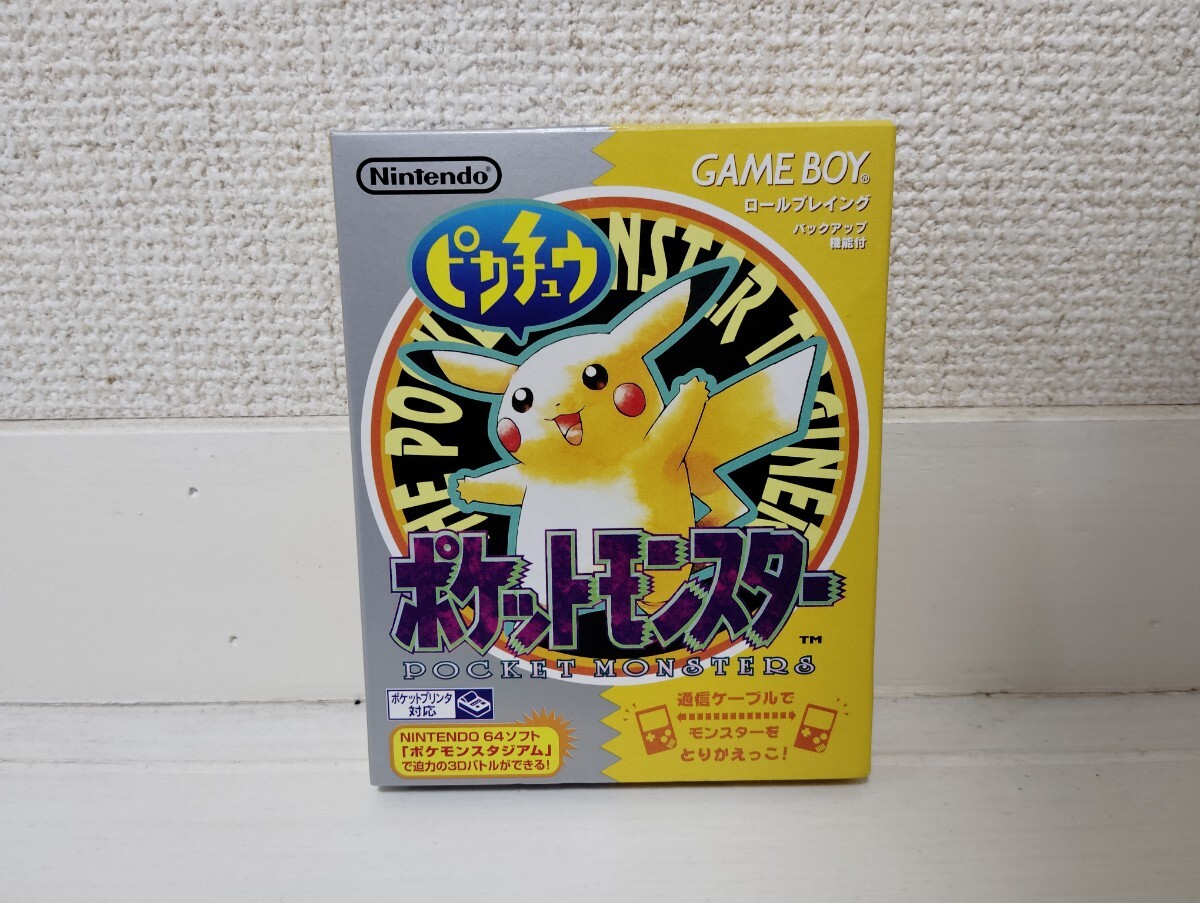 Nintendo®
GAME BOY®
ロールプレイング
バックアップ
機能付
ピカチュウ
ポケットモンスター
TM
POCKET MONSTERS
ポケットプリンタ
対応
NINTENDO 64ソフト
「ポケモンスタジアム」
で迫力の3Dバトルができる!
通信ケーブルで
モンスターを
とりかえっこ!